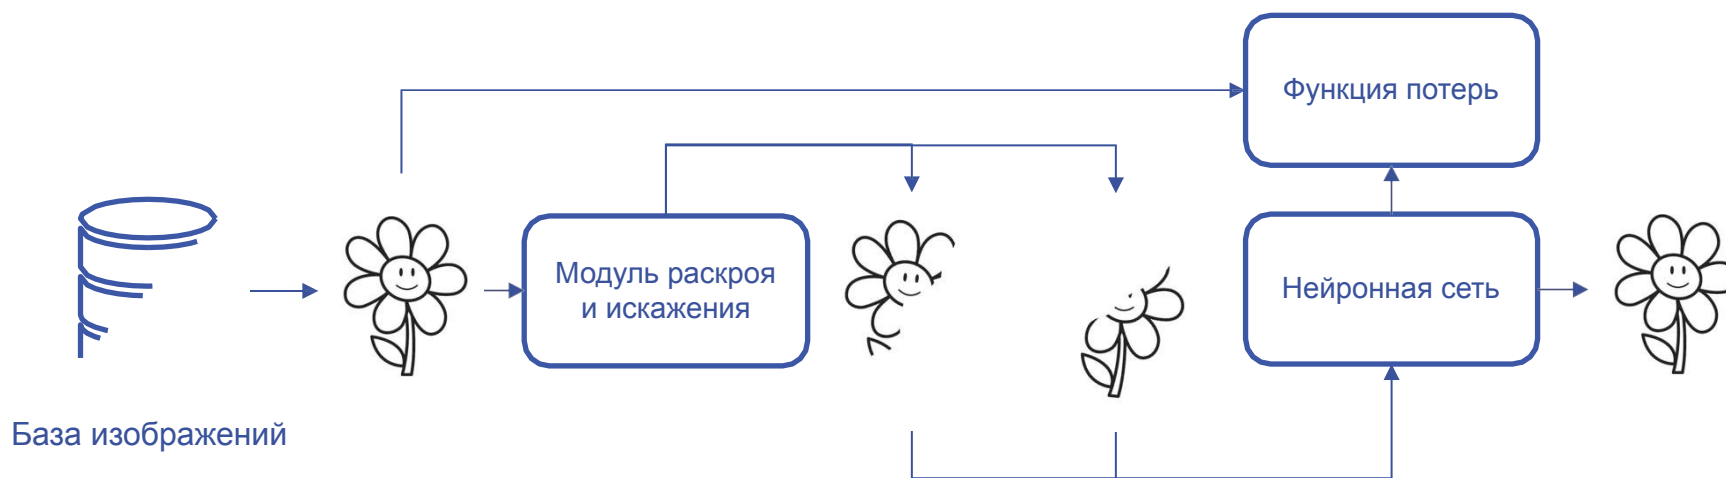 Функция потерь
Модуль раскроя
и искажения
Нейронная сеть
База изображений